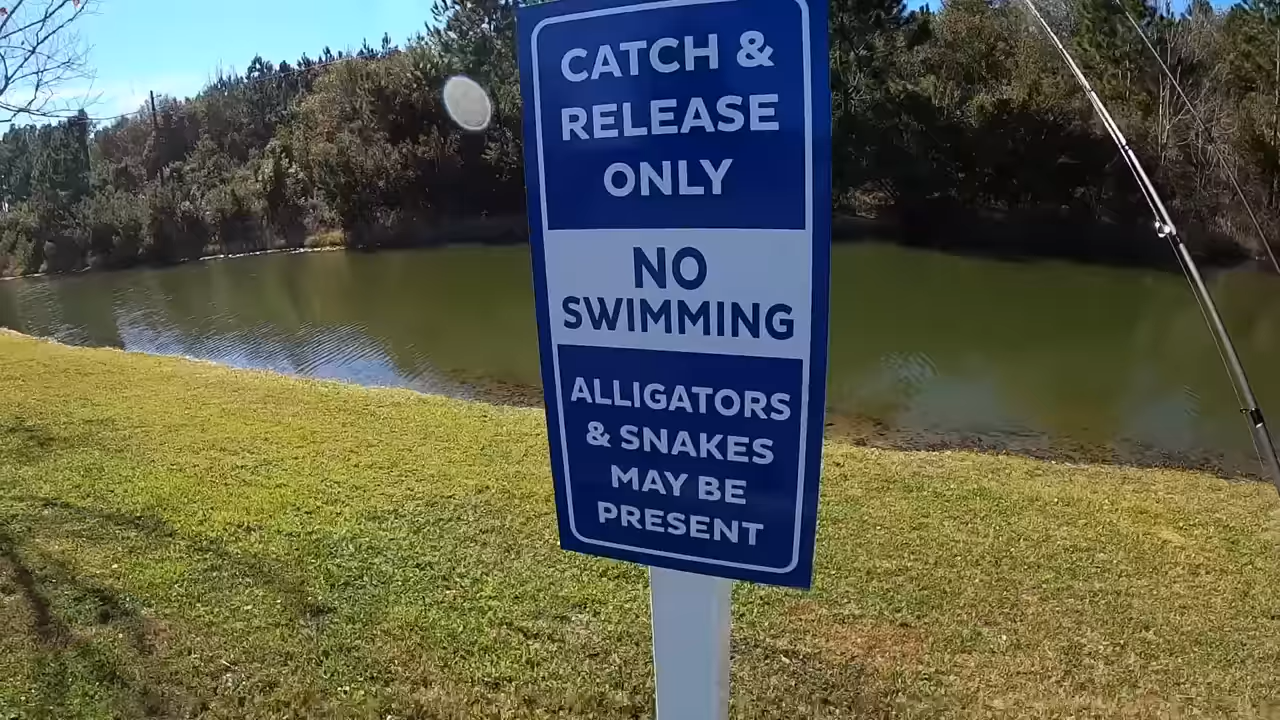 CATCH &
RELEASE
ONLY
NO
SWIMMING
ALLIGATORS
& SNAKES
MAY BE
PRESENT